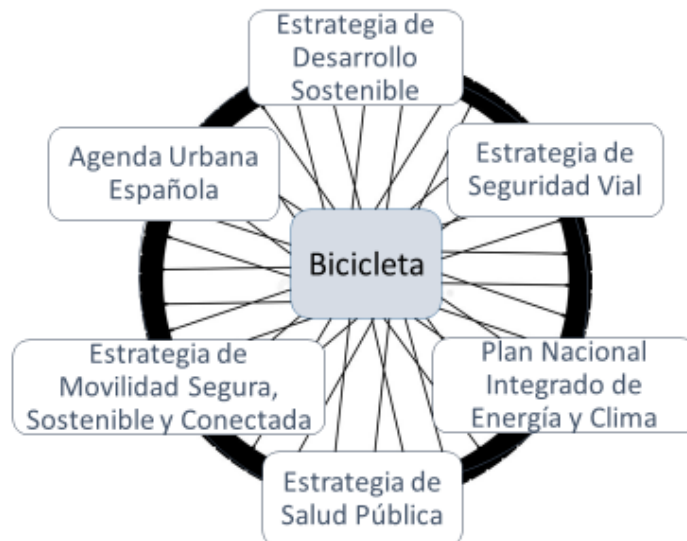 Estrategia de
Desarrollo
Sostenible
Agenda Urbana
Española
Estrategia de
Seguridad Vial
Bicicleta
Estrategia de
Movilidad Segura,
Sostenible y Conectada
Plan Nacional
Integrado de
Energía y Clima
Estrategia de
Salud Pública